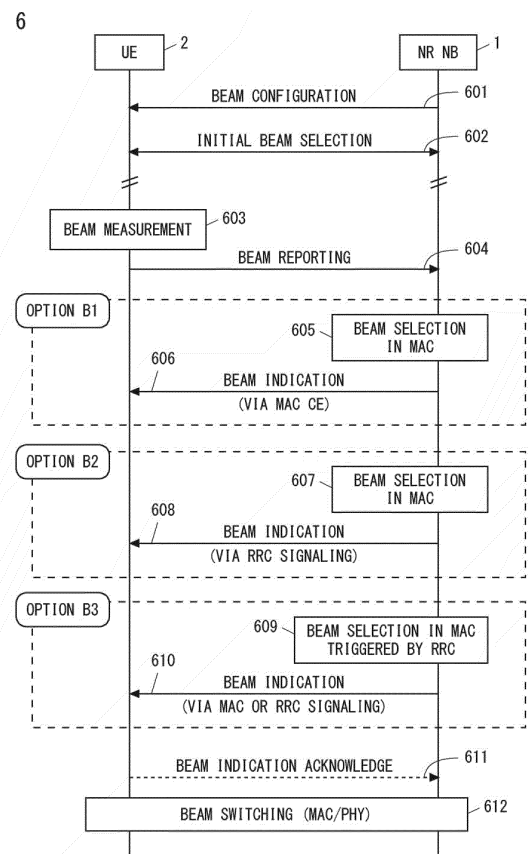 6
UE
2
NR NB
1
BEAM CONFIGURATION
601
INITIAL BEAM SELECTION
602
BEAM MEASUREMENT
603
BEAM REPORTING
604
OPTION B1
605
BEAM SELECTION
IN MAC
606
BEAM INDICATION
(VIA MAC CE)
OPTION B2
607
BEAM SELECTION
IN MAC
608
BEAM INDICATION
(VIA RRC SIGNALING)
OPTION B3
609
BEAM SELECTION IN MAC
TRIGGERED BY RRC
610
BEAM INDICATION
(VIA MAC OR RRC SIGNALING)
BEAM INDICATION ACKNOWLEDGE
611
BEAM SWITCHING (MAC/PHY)
612